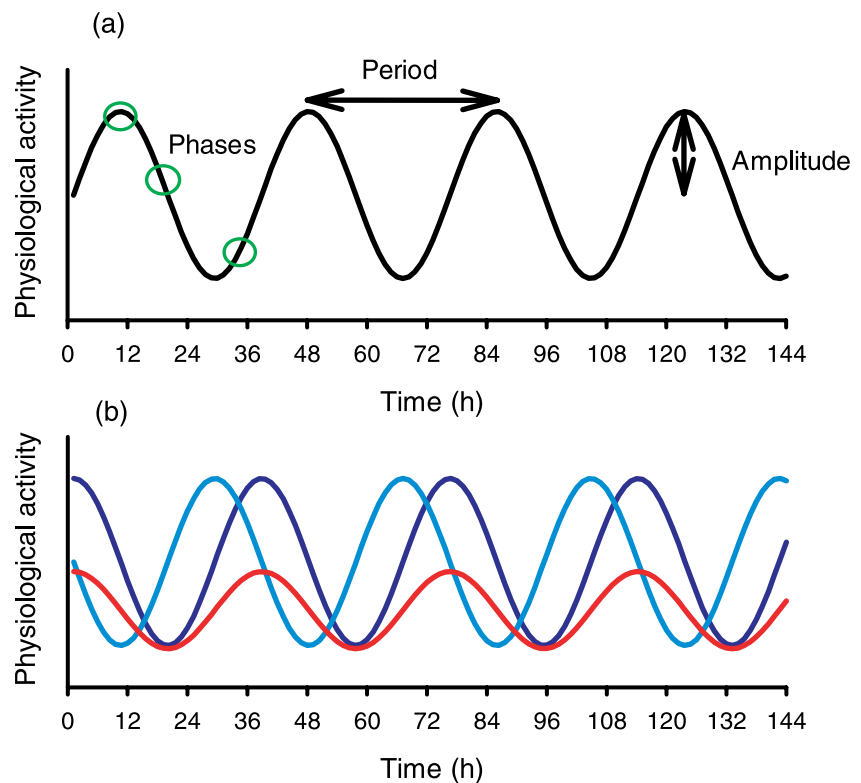 (a)
Physiological activity
Period
Phases
Amplitude
0 12 24 36 48 60 72 84 96 108 120 132 144
Time (h)
(b)
Physiological activity
0 12 24 36 48 60 72 84 96 108 120 132 144
Time (h)